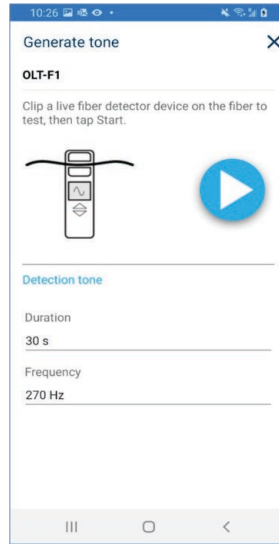 10:26
Generate tone
OLT-F1
Clip a live fiber detector device on the fiber to
test, then tap Start.
Detection tone
Duration
30 s
Frequency
270 Hz